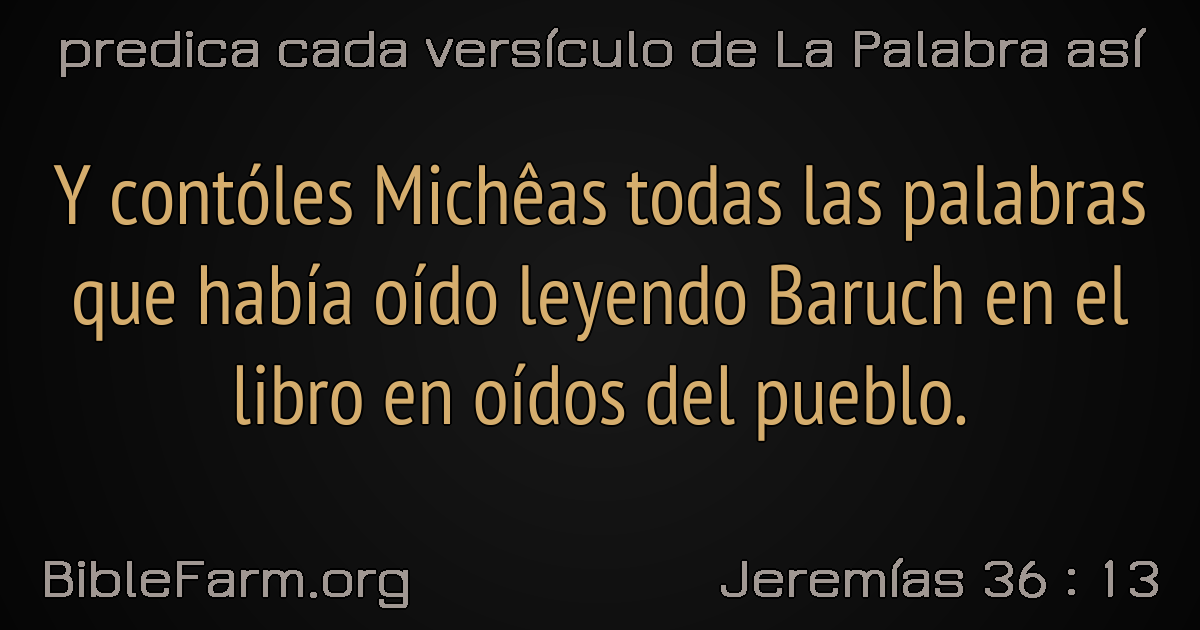 predica cada versículo de La Palabra así
Y contóles Michêas todas las palabras
que había oído leyendo Baruch en el
libro en oídos del pueblo.
BibleFarm.org
Jeremías 36 : 13